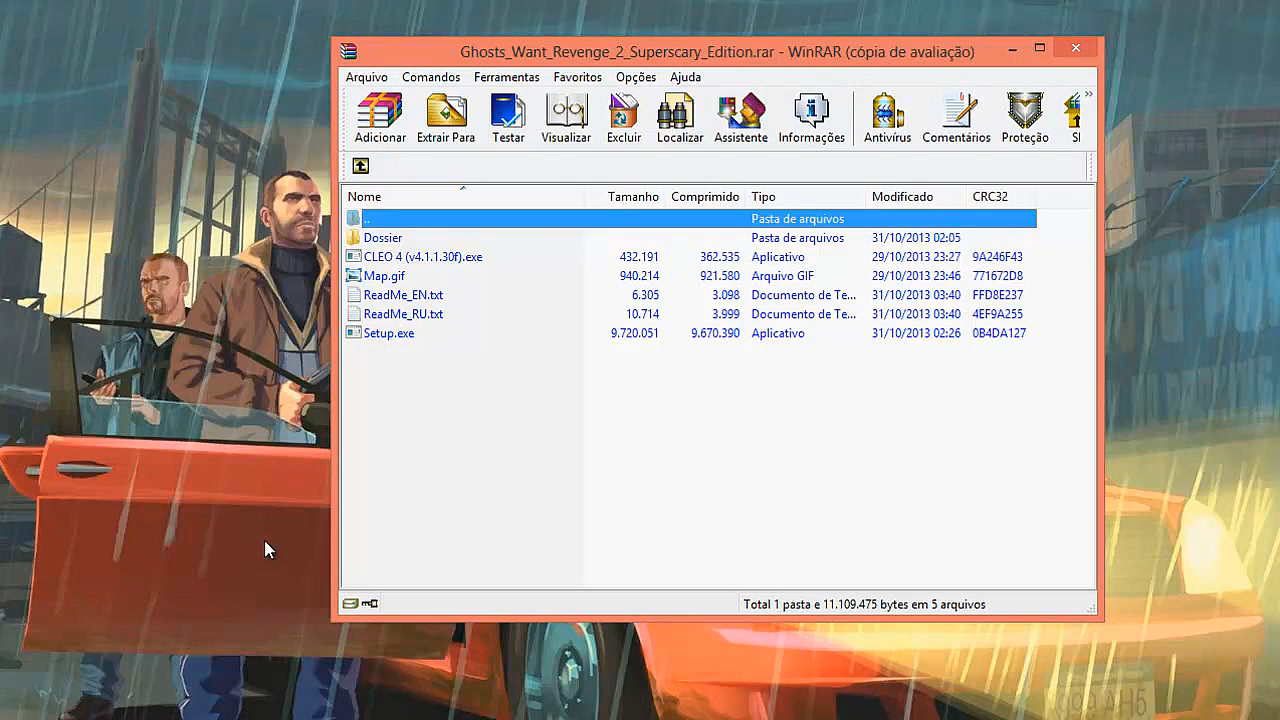 Ghosts_Want_Revenge_2_Superscary_Edition.rar - WinRAR (cópia de avaliação)
Arquivo Comandos Ferramentas Favoritos Opções Ajuda
Adicionar Extrair Para Testar Visualizar Excluir Localizar Assistente Informações Antivírus Comentários Proteção SI
Nome Tamanho Comprimido Tipo Modificado CRC32
.. Pasta de arquivos
Dossier Pasta de arquivos 31/10/2013 02:05
CLEO 4 (v4.1.1.30f).exe 432.191 362.535 Aplicativo 29/10/2013 23:27 9A246F43
Map.gif 940.214 921.580 Arquivo GIF 29/10/2013 23:46 771672D8
ReadMe_EN.txt 6.305 3.098 Documento de Te... 31/10/2013 03:40 FFD8E237
ReadMe_RU.txt 10.714 3.999 Documento de Te... 31/10/2013 03:40 4EF9A255
Setup.exe 9.720.051 9.670.390 Aplicativo 31/10/2013 02:26 0B4DA127
Total 1 pasta e 11.109.475 bytes em 5 arquivos